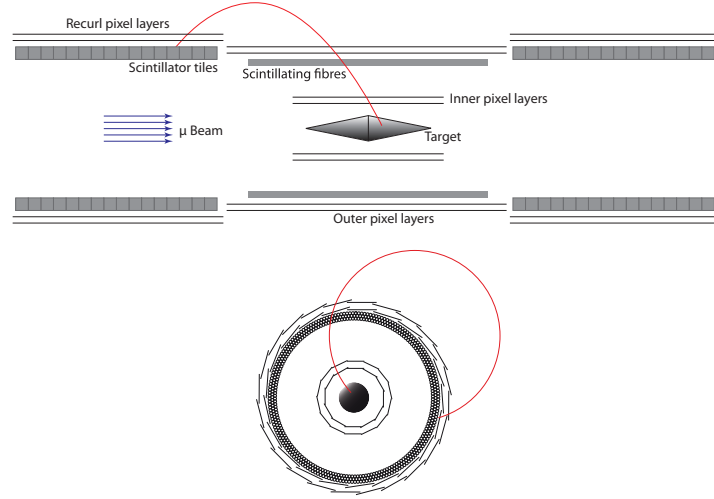 Recurl pixel layers
Scintillator tiles
Scintillating fibres
Inner pixel layers
μ Beam
Target
Outer pixel layers